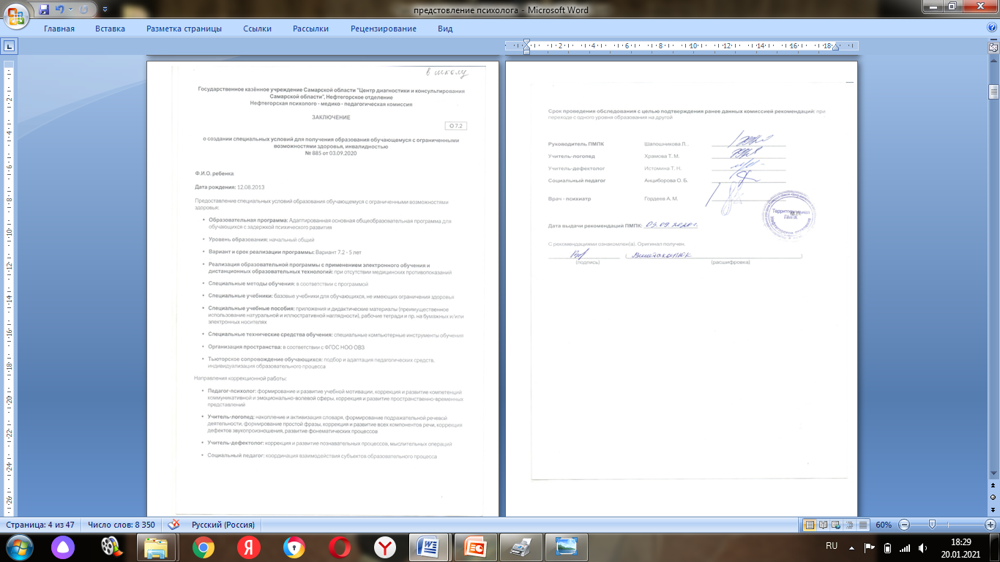 предстовление психолога - Microsoft Word
Главная Вставка Разметка страницы Ссылки Рассылки Рецензирование Вид
2 4 6 8 10 12 14 16 18
в школу
Государственное казённое учреждение Самарской области "Центр диагностики и консультирования
Самарской области", Нефтегорское отделение
Нефтегорская психолого - медико - педагогическая комиссия
ЗАКЛЮЧЕНИЕ
О 7.2
о создании специальных условий для получения образования обучающемуся с ограниченными
возможностями здоровья, инвалидностью
№ 885 от 03.09.2020
Ф.И.О. ребенка:
Дата рождения: 12.08.2013
Предоставление специальных условий образования обучающемуся с ограниченными возможностями
здоровья:
• Образовательная программа: Адаптированная основная общеобразовательная программа для
обучающихся с задержкой психического развития
• Уровень образования: начальный общий
• Вариант и срок реализации программы: Вариант 7.2 - 5 лет
• Реализация образовательной программы с применением электронного обучения и
дистанционных образовательных технологий: при отсутствии медицинских противопоказаний
• Специальные методы обучения: в соответствии с программой
• Специальные учебники: базовые учебники для обучающихся, не имеющих ограничения здоровья
• Специальные учебные пособия: приложения и дидактические материалы (преимущественное
использование натуральной и иллюстративной наглядности), рабочие тетради и пр. на бумажных и/или
электронных носителях
• Специальные технические средства обучения: специальные компьютерные инструменты обучения
• Организация пространства: в соответствии с ФГОС НОО ОВЗ
• Тьюторское сопровождение обучающихся: подбор и адаптация педагогических средств,
индивидуализация образовательного процесса
Направления коррекционной работы:
• Педагог-психолог: формирование и развитие учебной мотивации, коррекция и развитие компетенций
коммуникативной и эмоционально-волевой сферы, коррекция и развитие пространственно-временных
представлений
• Учитель-логопед: накопление и активизация словаря, формирование подражательной речевой
деятельности, формирование простой фразы, коррекция и развитие всех компонентов речи, коррекция
дефектов звукопроизношения, развитие фонематических процессов
• Учитель-дефектолог: коррекция и развитие познавательных процессов, мыслительных операций
• Социальный педагог: координация взаимодействия субъектов образовательного процесса
Срок проведения обследования с целью подтверждения ранее данных комиссией рекомендаций: при
переходе с одного уровня образования на другой
Руководитель ПМПК Шапошникова Л.
Учитель-логопед Храмова Т. М.
Учитель-дефектолог Истомина Т. Н.
Социальный педагог Анциборова О. Б.
Врач - психиатр Гордеев А. М.
Территориальная
ПМПК
М.П.
Дата выдачи рекомендаций ПМПК: 03.09.2020г.
С рекомендациями ознакомлен(а). Оригинал получен.
(подпись) (расшифровка)
Страница: 4 из 47 Число слов: 8 350 Русский (Россия) 60%
RU 18:29
20.01.2021